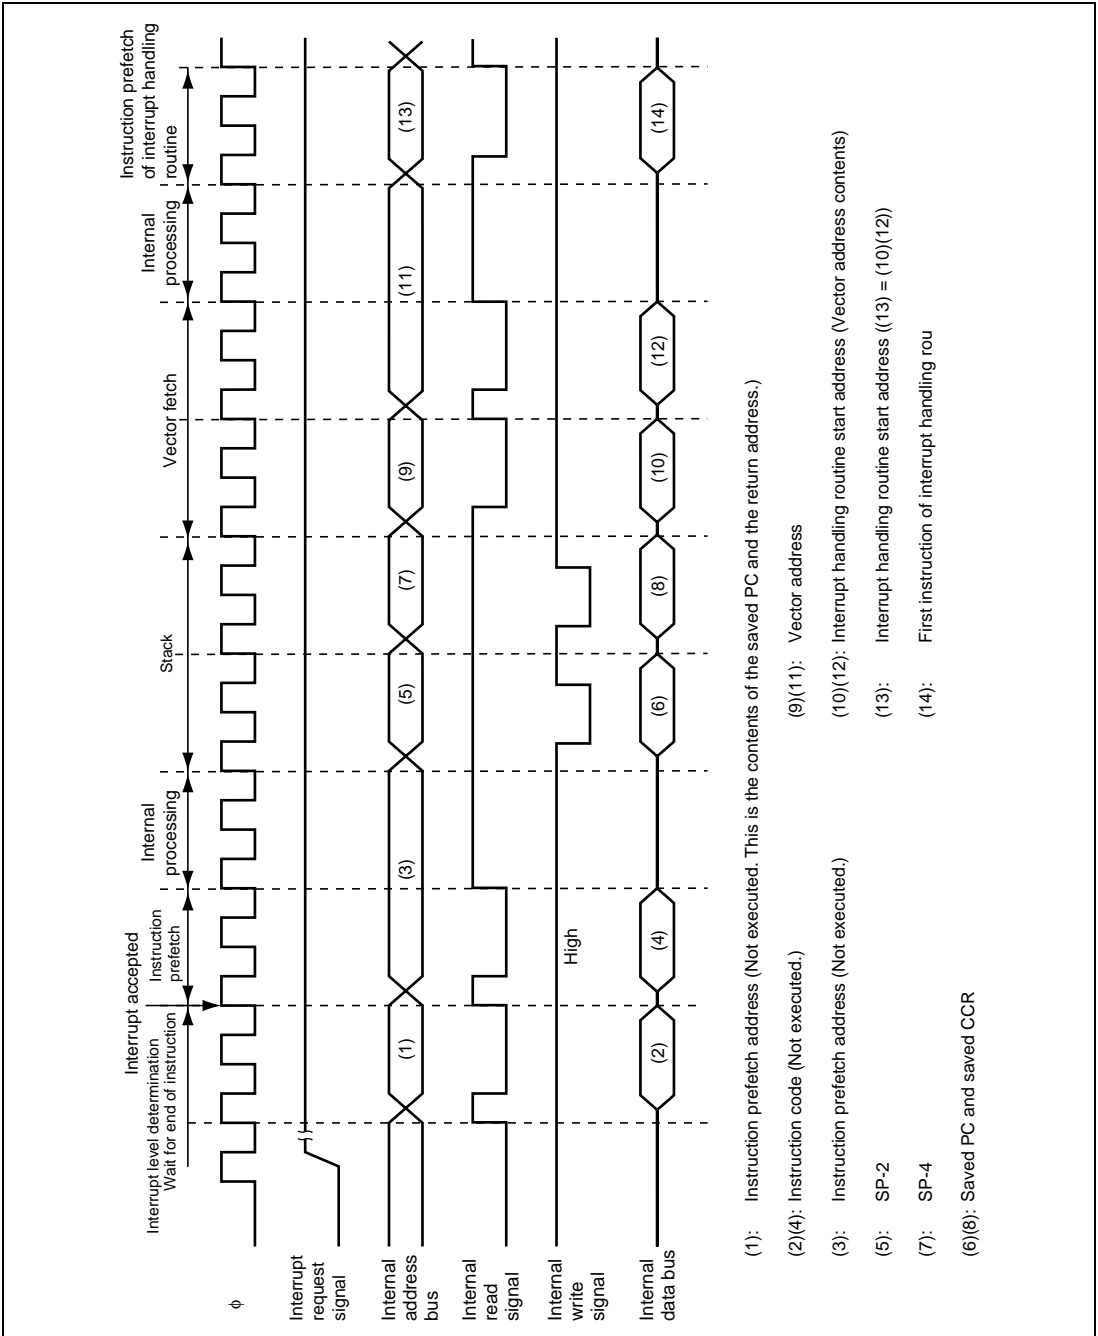 Interrupt level determination
Wait for end of instruction
Interrupt accepted
Instruction
prefetch
Internal
processing
Stack
Vector fetch
Internal
processing
Instruction prefetch
of interrupt handling
routine
φ
Interrupt
request
signal
Internal
address
bus
(1)
(3)
(5)
(7)
(9)
(11)
(13)
Internal
read
signal
Internal
write
signal
High
Internal
data bus
(2)
(4)
(6)
(8)
(10)
(12)
(14)
(1): Instruction prefetch address (Not executed. This is the contents of the saved PC and the return address.)
(2)(4): Instruction code (Not executed.)
(3): Instruction prefetch address (Not executed.)
(5): SP-2
(7): SP-4
(6)(8): Saved PC and saved CCR
(9)(11): Vector address
(10)(12): Interrupt handling routine start address (Vector address contents)
(13): Interrupt handling routine start address ((13) = (10)(12))
(14): First instruction of interrupt handling rou